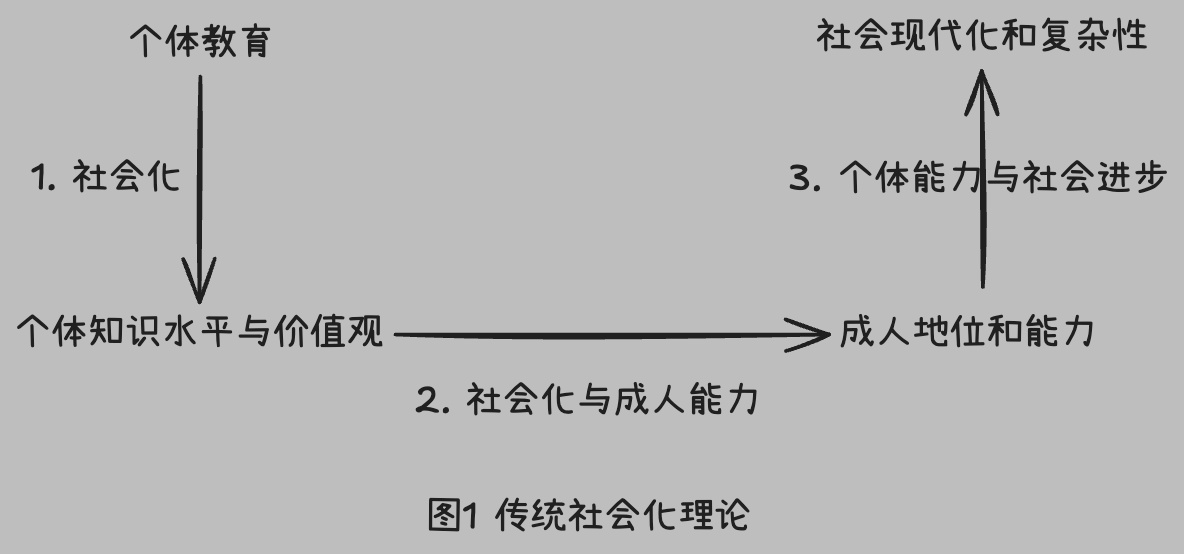 个体教育
社会现代化和复杂性
1. 社会化
3. 个体能力与社会进步
个体知识水平与价值观
成人地位和能力
2. 社会化与成人能力
图1 传统社会化理论